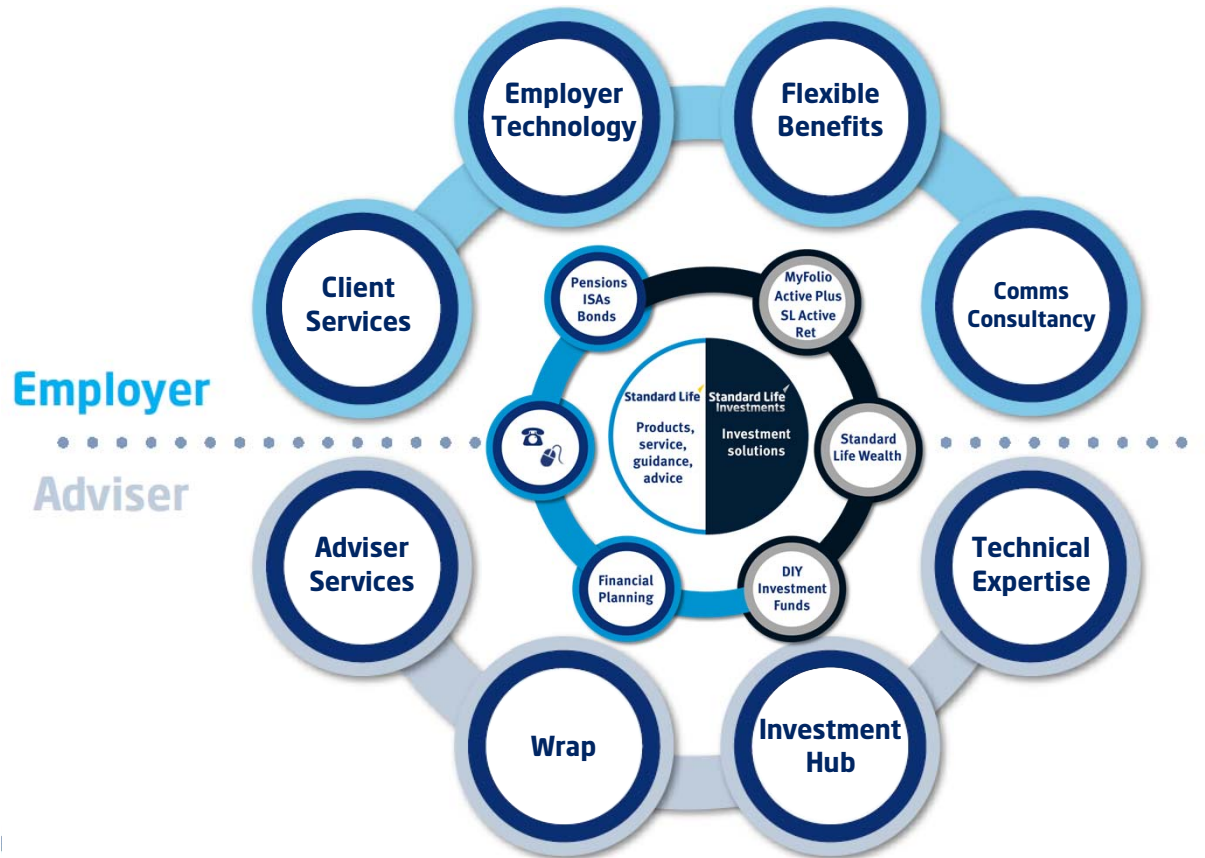 Employer
Technology
Flexible
Benefits
Client
Services
Comms
Consultancy
Pensions
ISAs
Bonds
MyFolio
Active Plus
SL Active
Ret
Employer
Standard Life
Products,
service,
guidance,
advice
Standard Life
Investments
Investment
solutions
Standard
Life Wealth
Adviser
Financial
Planning
DIY
Investment
Funds
Adviser
Services
Technical
Expertise
Wrap
Investment
Hub